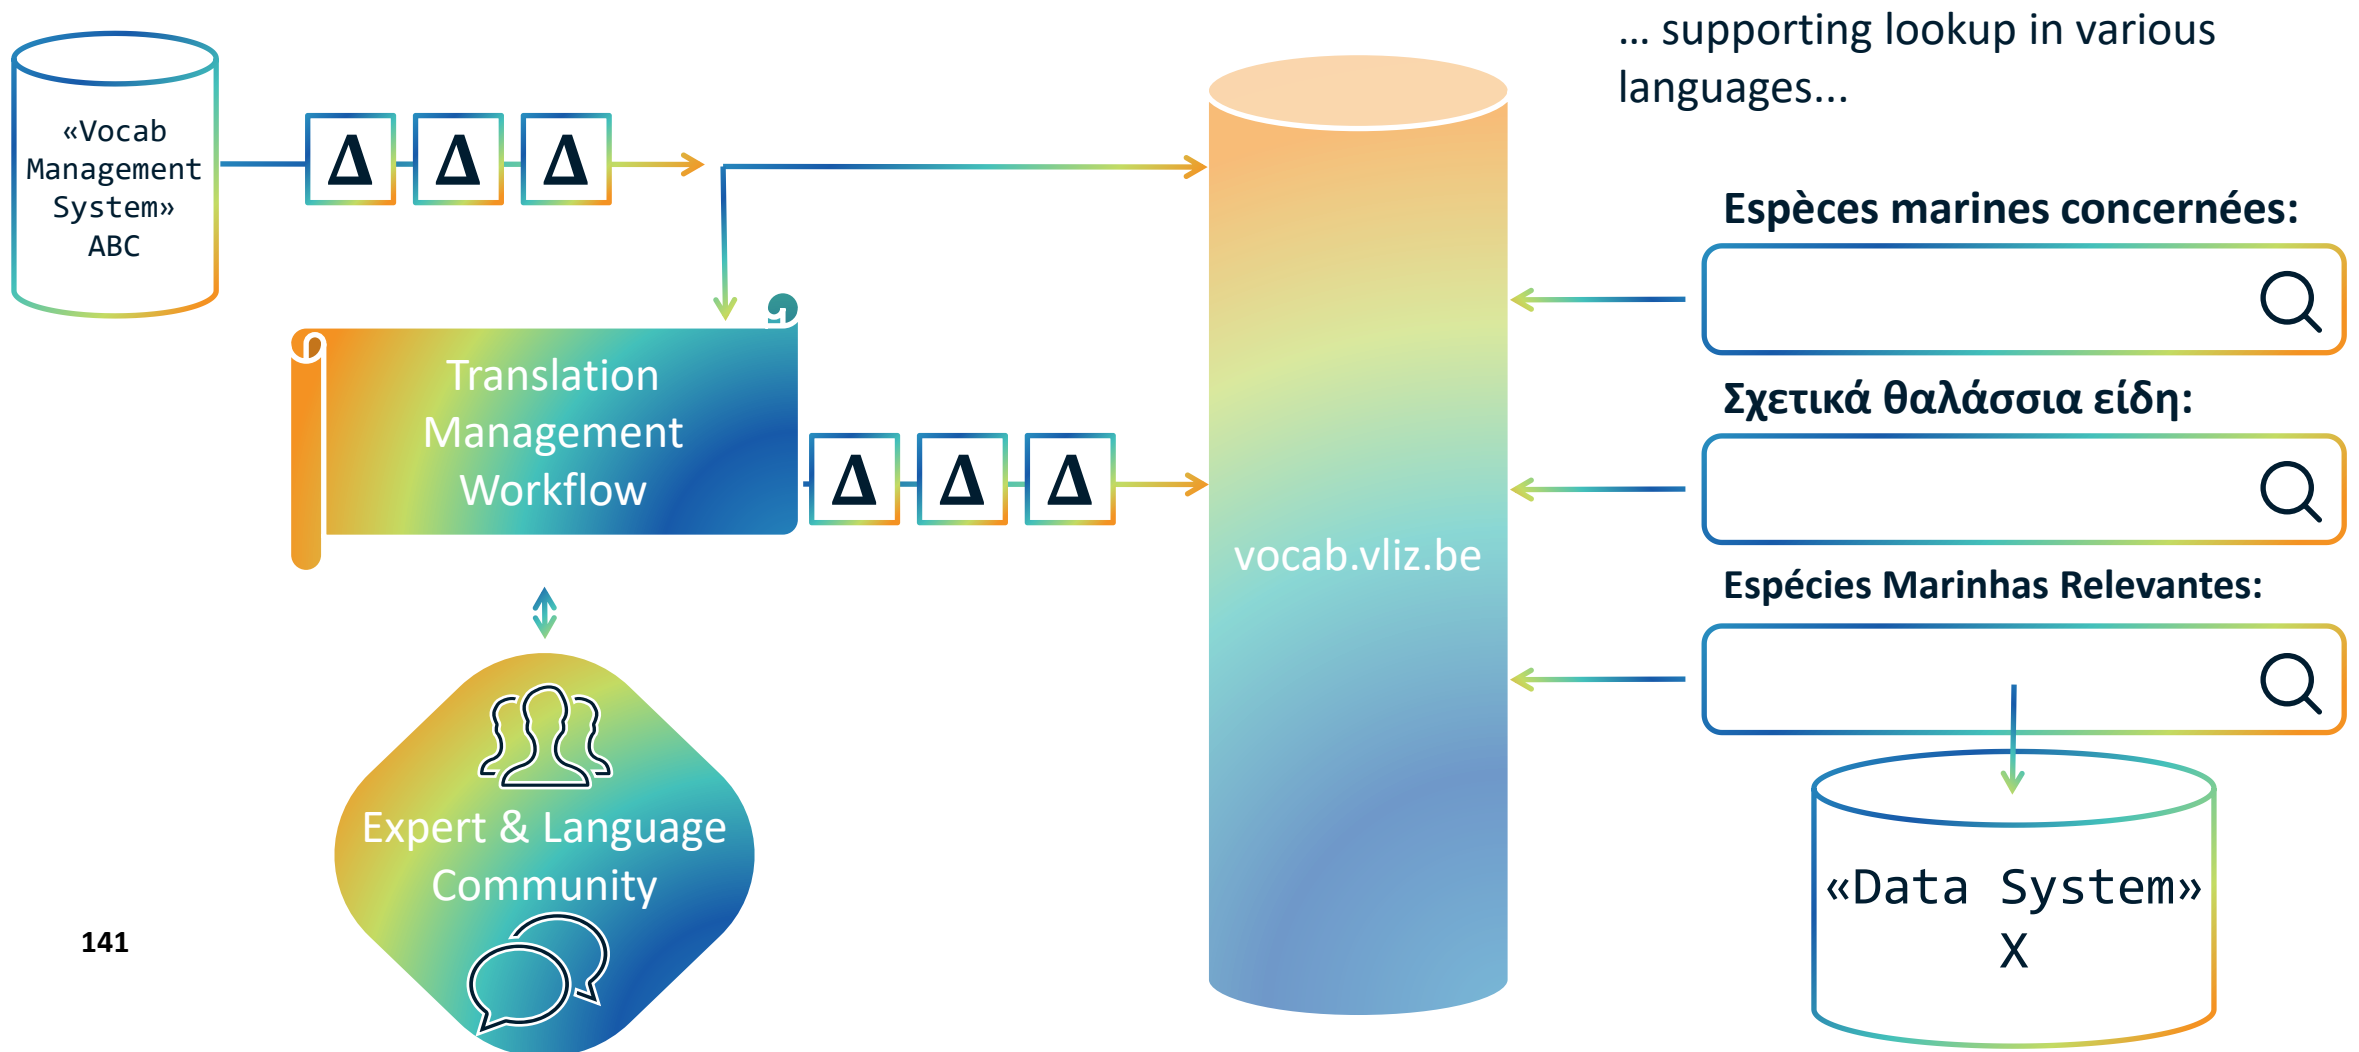 … supporting lookup in various
languages...
«Vocab
Management
System»
ABC
Δ Δ Δ
Translation
Management
Workflow
Δ Δ Δ
Expert & Language
Community
vocab.vliz.be
Espèces marines concernées:
Σχετικά θαλάσσια είδη:
Espécies Marinhas Relevantes:
«Data System»
X
141